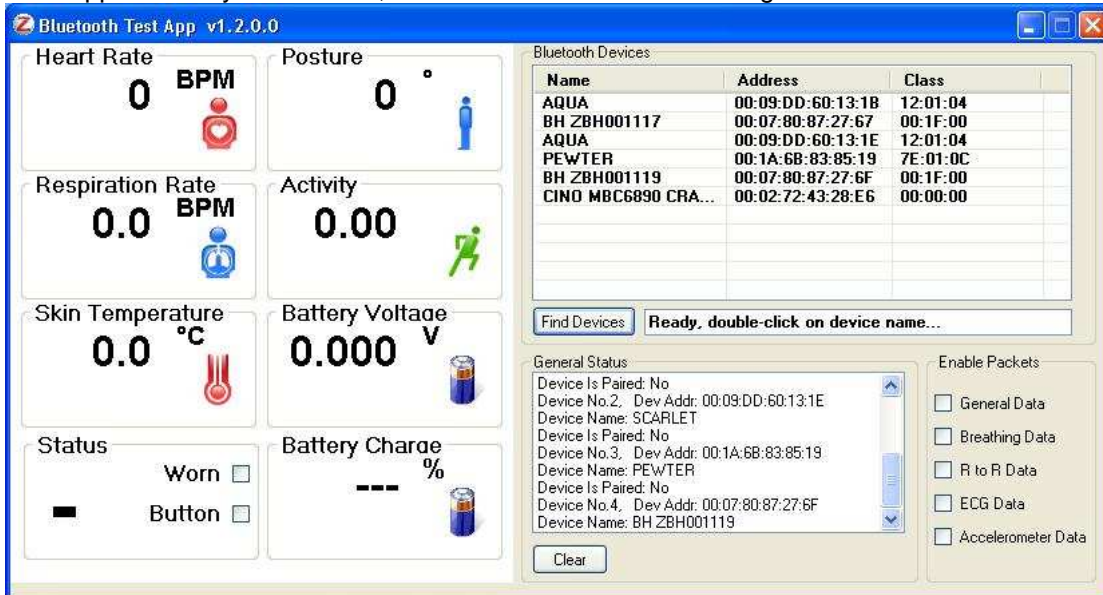 Bluetooth Test App v1.2.0.0
Heart Rate
0 BPM
Posture
0 °
Respiration Rate
0.0 BPM
Activity
0.00
Skin Temperature
0.0 °C
Battery Voltage
0.000 V
Status
Worn
- Button
Battery Charge
--- %
Bluetooth Devices
Name Address Class
AQUA 00:09:DD:60:13:1B 12:01:04
BH ZBH001117 00:07:80:87:27:67 00:1F:00
AQUA 00:09:DD:60:13:1E 12:01:04
PEWTER 00:1A:6B:83:85:19 7E:01:0C
BH ZBH001119 00:07:80:87:27:6F 00:1F:00
CINO MBC6890 CRA... 00:02:72:43:28:E6 00:00:00
Find Devices Ready, double-click on device name...
General Status
Device Is Paired: No
Device No.2, Dev Addr: 00:09:DD:60:13:1E
Device Name: SCARLET
Device Is Paired: No
Device No.3, Dev Addr: 00:1A:6B:83:85:19
Device Name: PEWTER
Device Is Paired: No
Device No.4, Dev Addr: 00:07:80:87:27:6F
Device Name: BH ZBH001119
Clear
Enable Packets
General Data
Breathing Data
R to R Data
ECG Data
Accelerometer Data